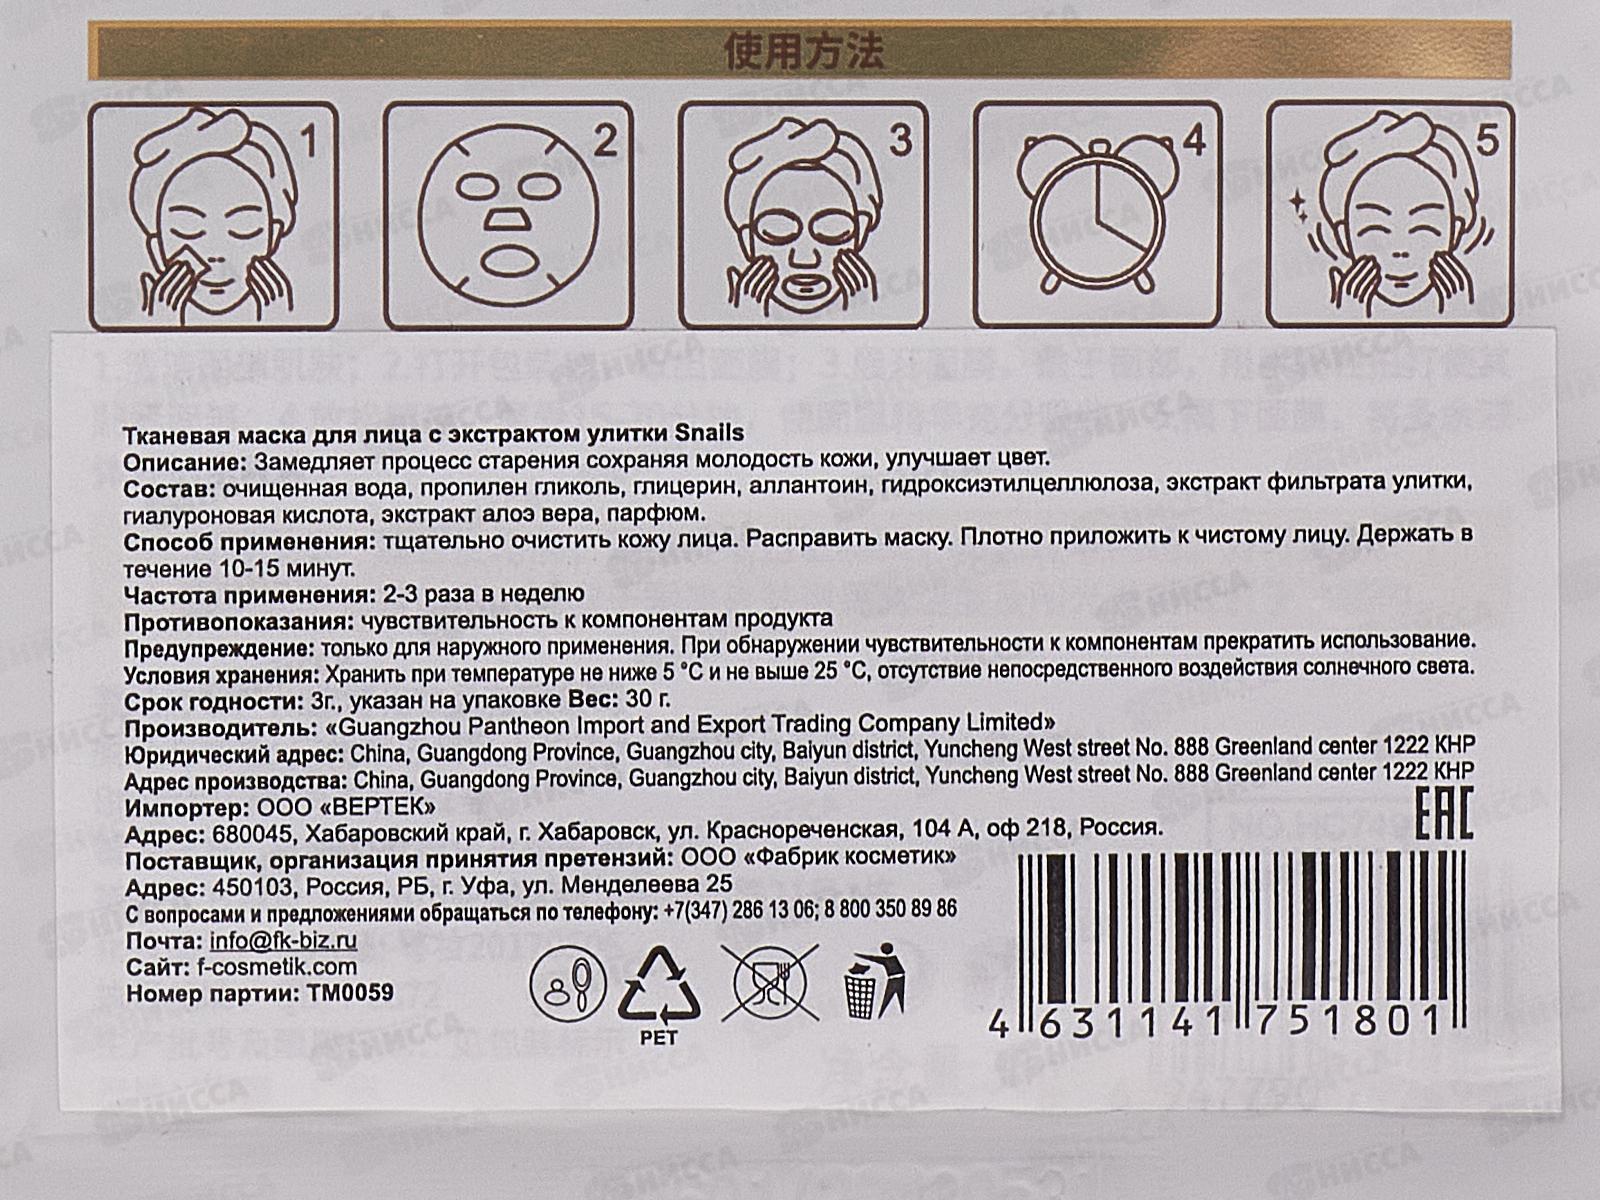 使用方法
1
2
3
4
5
Тканевая маска для лица с экстрактом улитки Snails
Описание: Замедляет процесс старения сохраняя молодость кожи, улучшает цвет.
Состав: очищенная вода, пропилен гликоль, глицерин, аллантоин, гидроксиэтилцеллюлоза, экстракт фильтрата улитки,
гиалуроновая кислота, экстракт алоэ вера, парфюм.
Способ применения: тщательно очистить кожу лица. Расправить маску. Плотно приложить к чистому лицу. Держать в
течение 10-15 минут.
Частота применения: 2-3 раза в неделю
Противопоказания: чувствительность к компонентам продукта
Предупреждение: только для наружного применения. При обнаружении чувствительности к компонентам прекратить использование.
Условия хранения: Хранить при температуре не ниже 5 °С и не выше 25 °С, отсутствие непосредственного воздействия солнечного света.
Срок годности: 3г., указан на упаковке Вес: 30 г.
Производитель: «Guangzhou Pantheon Import and Export Trading Company Limited»
Юридический адрес: China, Guangdong Province, Guangzhou city, Baiyun district, Yuncheng West street No. 888 Greenland center 1222 КНР
Адрес производства: China, Guangdong Province, Guangzhou city, Baiyun district, Yuncheng West street No. 888 Greenland center 1222 КНР
Импортер: ООО «ВЕРТЕК»
Адрес: 680045, Хабаровский край, г. Хабаровск, ул. Краснореченская, 104 А, оф 218, Россия.
EAC
Поставщик, организация принятия претензий: ООО «Фабрик косметик»
Адрес: 450103, Россия, РБ, г. Уфа, ул. Менделеева 25
С вопросами и предложениями обращаться по телефону: +7(347) 286 13 06; 8 800 350 89 86
Почта: info@fk-biz.ru
Сайт: f-cosmetik.com
Номер партии: TM0059
PET
4 631141 751801